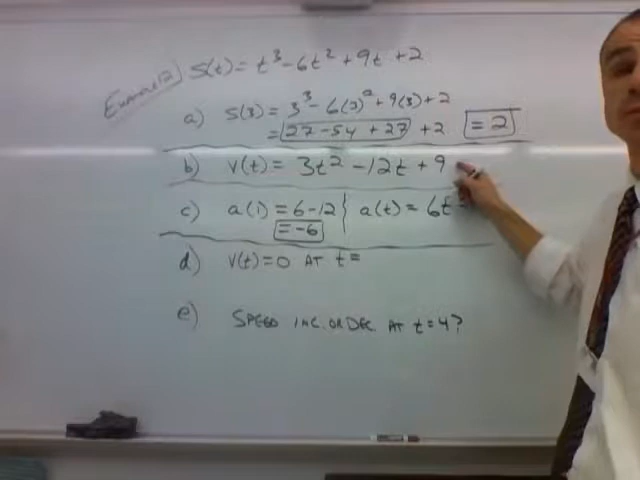 Example 2) s(t) = t³ - 6t² + 9t + 2
a) s(3) = 3³ - 6(3)² + 9(3) + 2
= 27 - 54 + 27 + 2 = 2
b) v(t) = 3t² - 12t + 9
c) a(1) = 6 - 12 } a(t) = 6t
= -6
d) v(t) = 0 AT t =
e) SPEED INC. OR DEC AT t = 4?